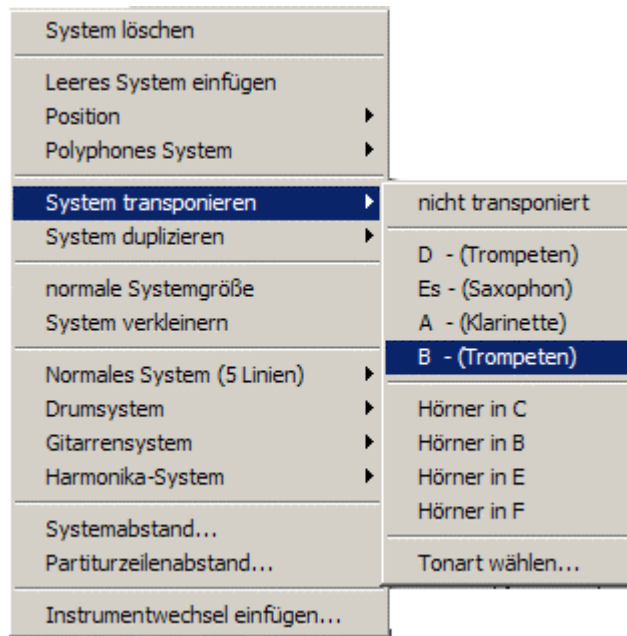 System löschen
Leeres System einfügen
Position
Polyphones System
System transponieren
System duplizieren
normale Systemgröße
System verkleinern
Normales System (5 Linien)
Drumsystem
Gitarrensystem
Harmonika-System
Systemabstand...
Partiturzeilenabstand...
Instrumentwechsel einfügen...
nicht transponiert
D - (Trompeten)
Es - (Saxophon)
A - (Klarinette)
B - (Trompeten)
Hörner in C
Hörner in B
Hörner in E
Hörner in F
Tonart wählen...